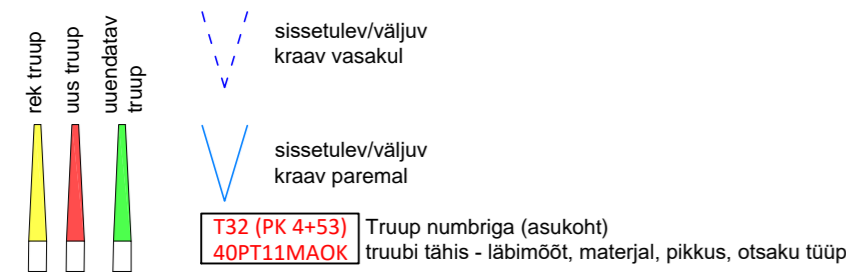 rek truup
uus truup
uuendatav
truup
sissetulev/väljuv
kraav vasakul
sissetulev/väljuv
kraav paremal
T32 (PK 4+53) Truup numbriga (asukoht)
40PT11MAOK truubi tähis - läbimõõt, materjal, pikkus, otsaku tüüp